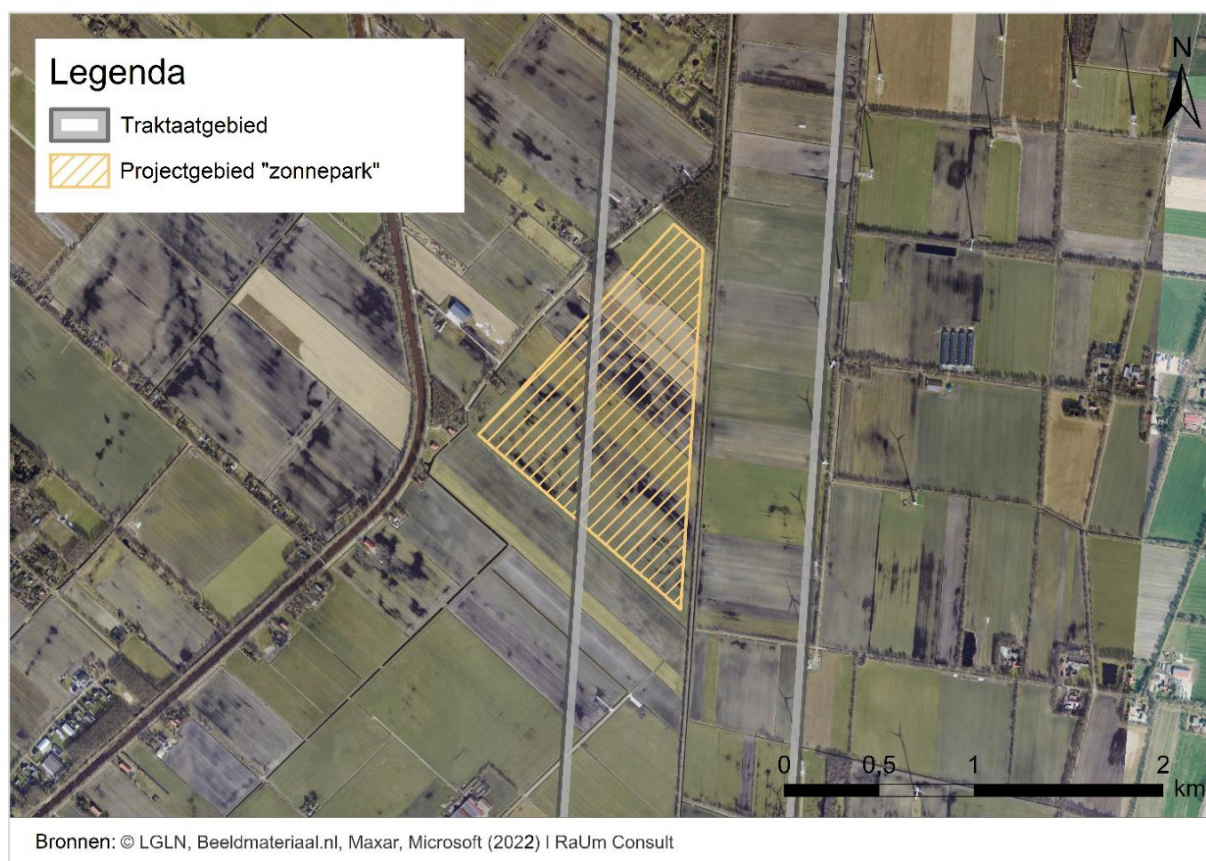 Legenda
Traktaatgebied
Projectgebied "zonnepark"
N
0 0,5 1 2
km
Bronnen: © LGLN, Beeldmateriaal.nl, Maxar, Microsoft (2022) I RaUm Consult